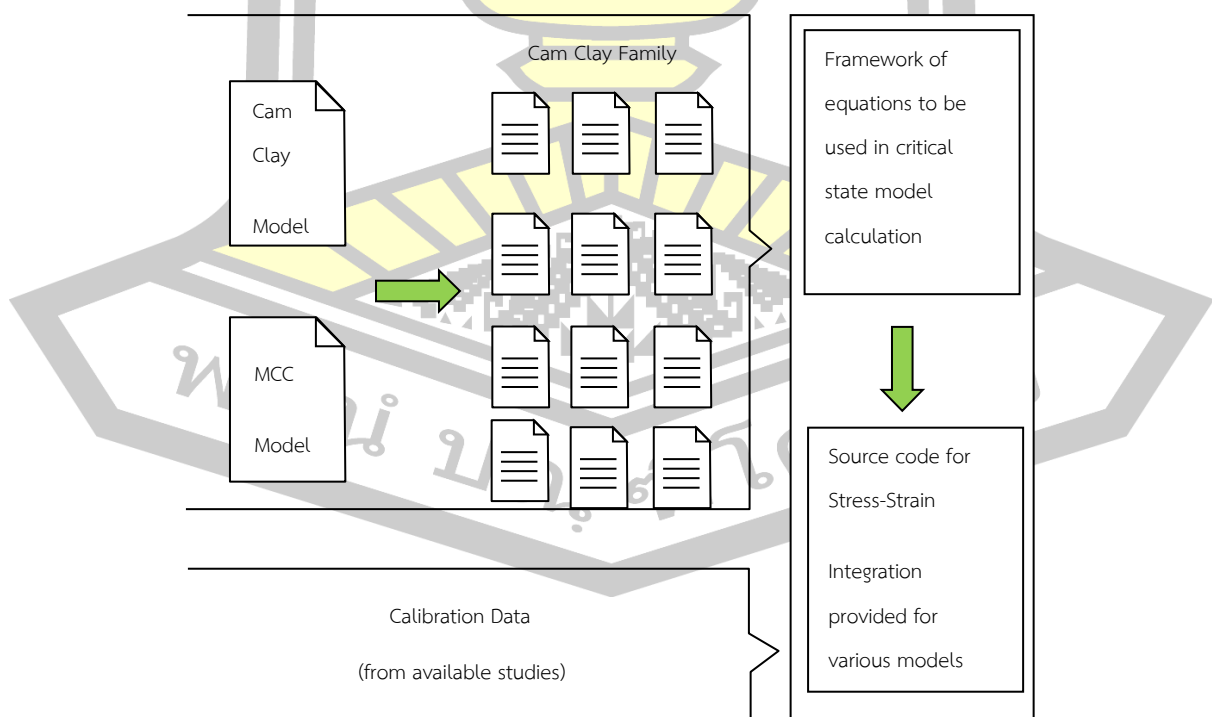 Cam Clay Family
Cam
Clay
Model
MCC
Model
Calibration Data
(from available studies)
Framework of
equations to be
used in critical
state model
calculation
Source code for
Stress-Strain
Integration
provided for
various models